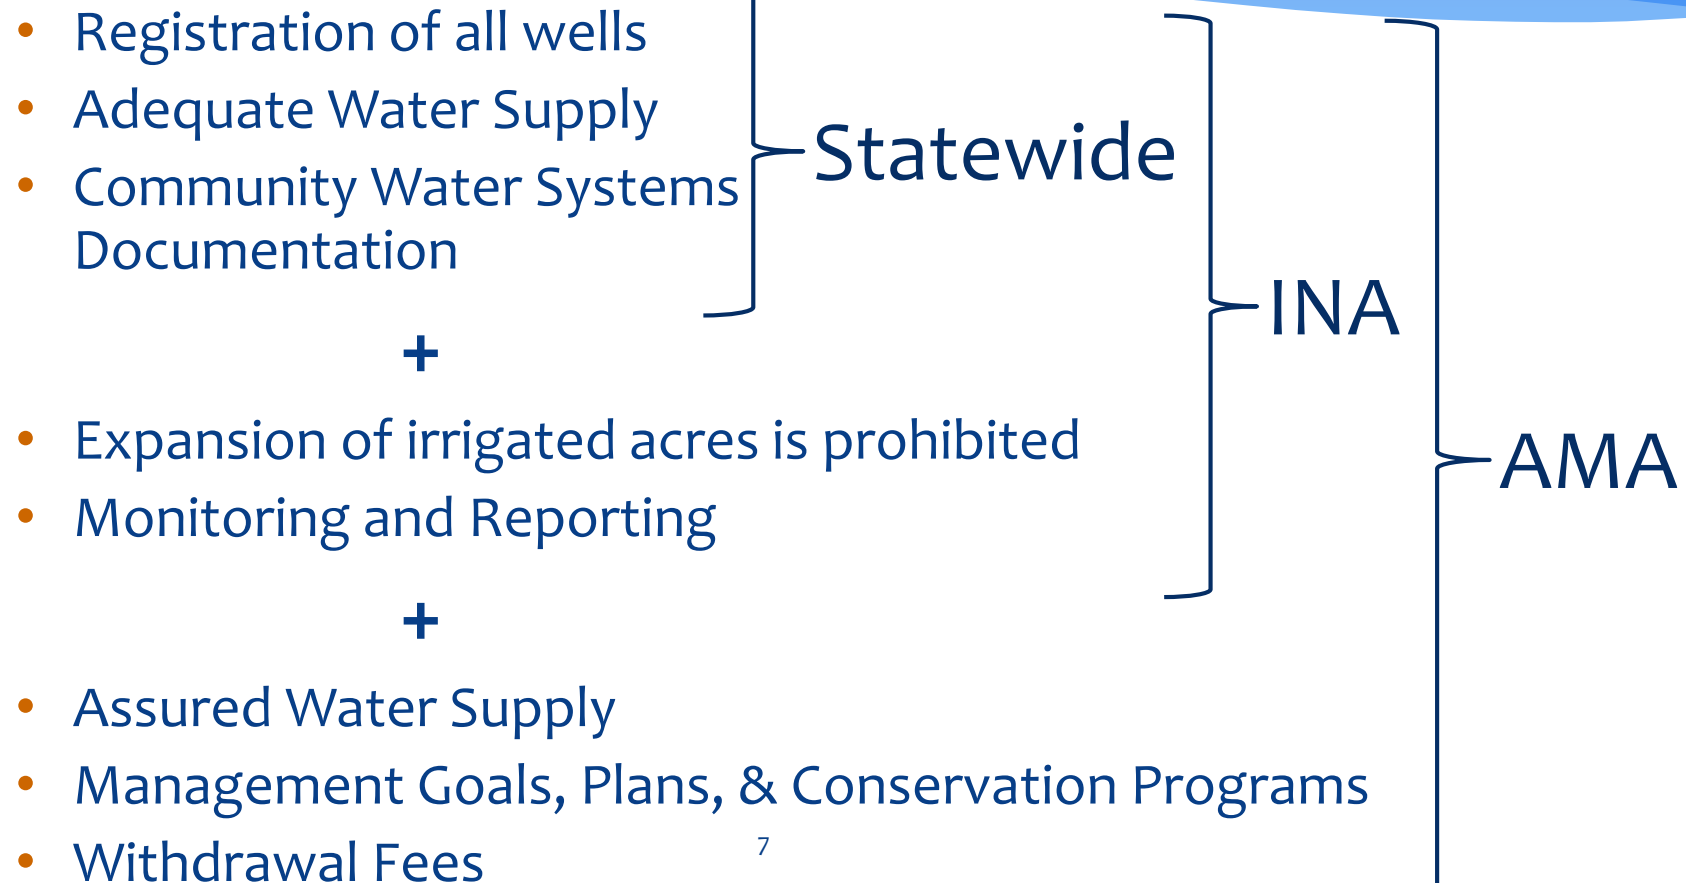 • Registration of all wells
• Adequate Water Supply
• Community Water Systems
Documentation
Statewide
+
INA
• Expansion of irrigated acres is prohibited
• Monitoring and Reporting
AMA
+
• Assured Water Supply
• Management Goals, Plans, & Conservation Programs
• Withdrawal Fees
7